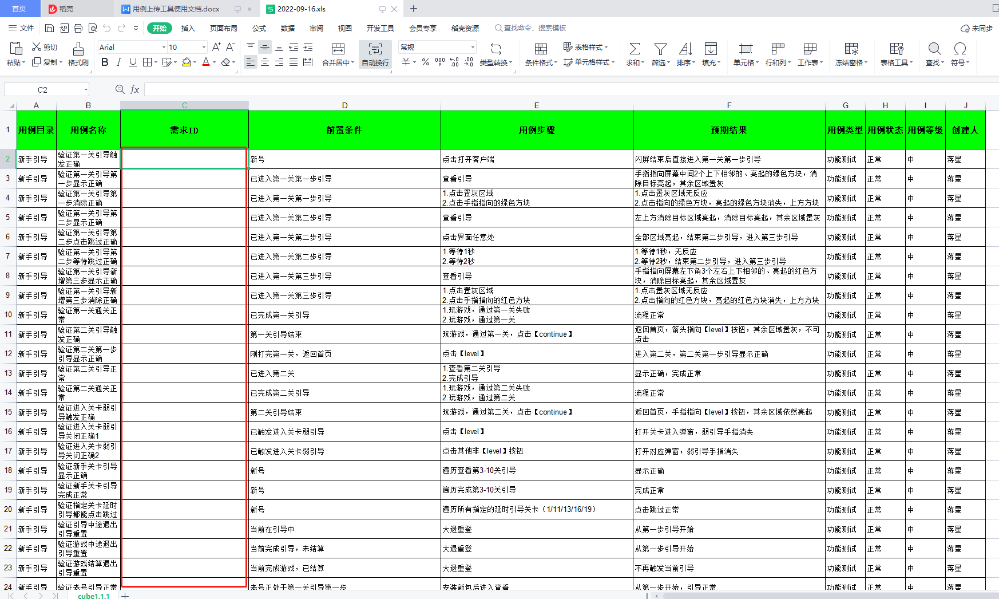 首页 稻壳 用例上传工具使用文档.docx 2022-09-16.xls
文件 开始 插入 页面布局 公式 数据 审阅 视图 开发工具 会员专享 稻壳资源 查找命令、搜索模板 未同步
剪切 Arial 10 常规 表格样式
粘贴 复制 格式刷 合并居中 自动换行 类型转换 条件格式 单元格样式 求和 筛选 排序 填充 单元格 行和列 工作表 冻结窗格 表格工具 查找 符号
C2 fx
A B C D E F G H I J
1 用例目录 用例名称 需求ID 前置条件 用例步骤 预期结果 用例类型 用例状态 用例等级 创建人
2 新手引导 验证第一关引导触
发正确 新号 点击打开客户端 闪屏结束后直接进入第一关第一步引导 功能测试 正常 中 蒋星
3 新手引导 验证第一关引导第
一步显示正确 已进入第一关第一步引导 查看引导 手指指向屏幕中间2个上下相邻的、亮起的绿色方块，消
除目标亮起，其余区域置灰 功能测试 正常 中 蒋星
4 新手引导 验证第一关引导第
一步消除正确 已进入第一关第一步引导 1.点击置灰区域
2.点击手指指向的绿色方块 1.点击置灰区域无反应
2.点击指向的绿色方块，亮起的绿色方块消失，上方方块 功能测试 正常 中 蒋星
5 新手引导 验证第一关引导第
二步显示正确 已进入第一关第二步引导 查看引导 左上方消除目标区域亮起，消除目标亮起，其余区域置灰 功能测试 正常 中 蒋星
6 新手引导 验证第一关引导第
二步点击跳过正确 已进入第一关第二步引导 点击界面任意处 全部区域亮起，结束第二步引导，进入第三步引导 功能测试 正常 中 蒋星
7 新手引导 验证第一关引导第
二步等待跳过正确 已进入第一关第二步引导 1.等待1秒
2.等待2秒 1.等待1秒，无反应
2.等待2秒，结束第二步引导，进入第三步引导 功能测试 正常 中 蒋星
8 新手引导 验证第一关引导新
增第三步显示正确 已进入第一关第三步引导 查看引导 手指指向屏幕左下角3个左右上下相邻的、亮起的红色方
块，消除目标亮起，其余区域置灰 功能测试 正常 中 蒋星
9 新手引导 验证第一关引导新
增第三步消除正确 已进入第一关第三步引导 1.点击置灰区域
2.点击手指指向的红色方块 1.点击置灰区域无反应
2.点击指向的红色方块，亮起的红色方块消失，上方方块 功能测试 正常 中 蒋星
10 新手引导 验证第一关通关正
常 已完成第一关引导 1.玩游戏，通过第一关失败
2.玩游戏，通过第一关 流程正常 功能测试 正常 中 蒋星
11 新手引导 验证第二关引导触
发正确 第一关引导结束 玩游戏，通过第一关，点击【continue】 返回首页，箭头指向【level】按钮，其余区域置灰，不可
点击 功能测试 正常 中 蒋星
12 新手引导 验证第二关第一步
引导显示正确 刚打完第一关，返回首页 点击【level】 进入第二关，第二关第一步引导显示正确 功能测试 正常 中 蒋星
13 新手引导 验证第二关引导正
常 已进入第二关 1.查看第二关引导
2.完成引导 显示正确，完成正常 功能测试 正常 中 蒋星
14 新手引导 验证第二关通关正
常 已完成第二关引导 1.玩游戏，通过第二关失败
2.玩游戏，通过第二关 流程正常 功能测试 正常 中 蒋星
15 新手引导 验证进入关卡弱引
导触发正确 第二关引导结束 玩游戏，通过第二关，点击【continue】 返回首页，手指指向【level】按钮，其余区域依然亮起 功能测试 正常 中 蒋星
16 新手引导 验证进入关卡弱引
导关闭正确1 已触发进入关卡弱引导 点击【level】 打开关卡进入弹窗，弱引导手指消失 功能测试 正常 中 蒋星
17 新手引导 验证进入关卡弱引
导关闭正确2 已触发进入关卡弱引导 点击其他非【level】按钮 打开对应弹窗，弱引导手指消失 功能测试 正常 中 蒋星
18 新手引导 验证新手关卡引导
显示正确 新号 遍历查看第3-10关引导 显示正确 功能测试 正常 中 蒋星
19 新手引导 验证新手关卡引导
完成正常 新号 遍历完成第3-10关引导 完成正常 功能测试 正常 中 蒋星
20 新手引导 验证指定关卡延时
引导都能点击跳过 新号 遍历所有指定的延时引导关卡（1/11/13/16/19） 点击跳过正常 功能测试 正常 中 蒋星
21 新手引导 验证引导中途退出
引导重置 当前在引导中 大退重登 从第一步引导开始 功能测试 正常 中 蒋星
22 新手引导 验证游戏中途退出
引导重置 当前完成引导，未结算 大退重登 从第一步引导开始 功能测试 正常 中 蒋星
23 新手引导 验证游戏结算退出
引导重置 当前完成游戏，已结算 大退重登 不再触发当前引导 功能测试 正常 中 蒋星
24 新手引导 验证老号引导正常 老号正处于第一关引导第一步 安装新包后进入查看 从第一步开始，引导正常 功能测试 正常 中 蒋星
cube1.1.1